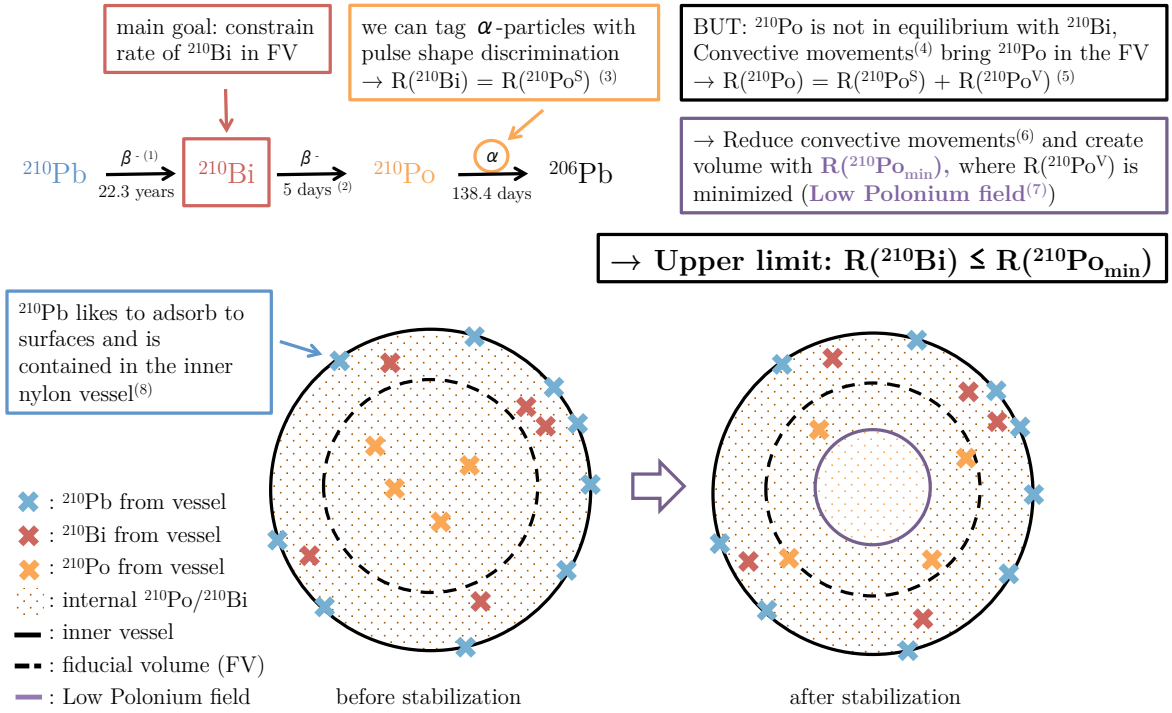 main goal: constrain
rate of ²¹⁰Bi in FV
we can tag α-particles with
pulse shape discrimination
→ R(²¹⁰Bi) = R(²¹⁰Poˢ) ⁽³⁾
BUT: ²¹⁰Po is not in equilibrium with ²¹⁰Bi,
Convective movements⁽⁴⁾ bring ²¹⁰Po in the FV
→ R(²¹⁰Po) = R(²¹⁰Poˢ) + R(²¹⁰Poⱽ) ⁽⁵⁾
²¹⁰Pb β⁻ ⁽¹⁾ ²¹⁰Bi β⁻ ²¹⁰Po α ²⁰⁶Pb
22.3 years 5 days ⁽²⁾ 138.4 days
→ Reduce convective movements⁽⁶⁾ and create
volume with R(²¹⁰Po_min), where R(²¹⁰Poⱽ) is
minimized (Low Polonium field⁽⁷⁾)
→ Upper limit: R(²¹⁰Bi) ≤ R(²¹⁰Po_min)
²¹⁰Pb likes to adsorb to
surfaces and is
contained in the inner
nylon vessel⁽⁸⁾
: ²¹⁰Pb from vessel
: ²¹⁰Bi from vessel
: ²¹⁰Po from vessel
: internal ²¹⁰Po/²¹⁰Bi
: inner vessel
: fiducial volume (FV)
: Low Polonium field
before stabilization
after stabilization